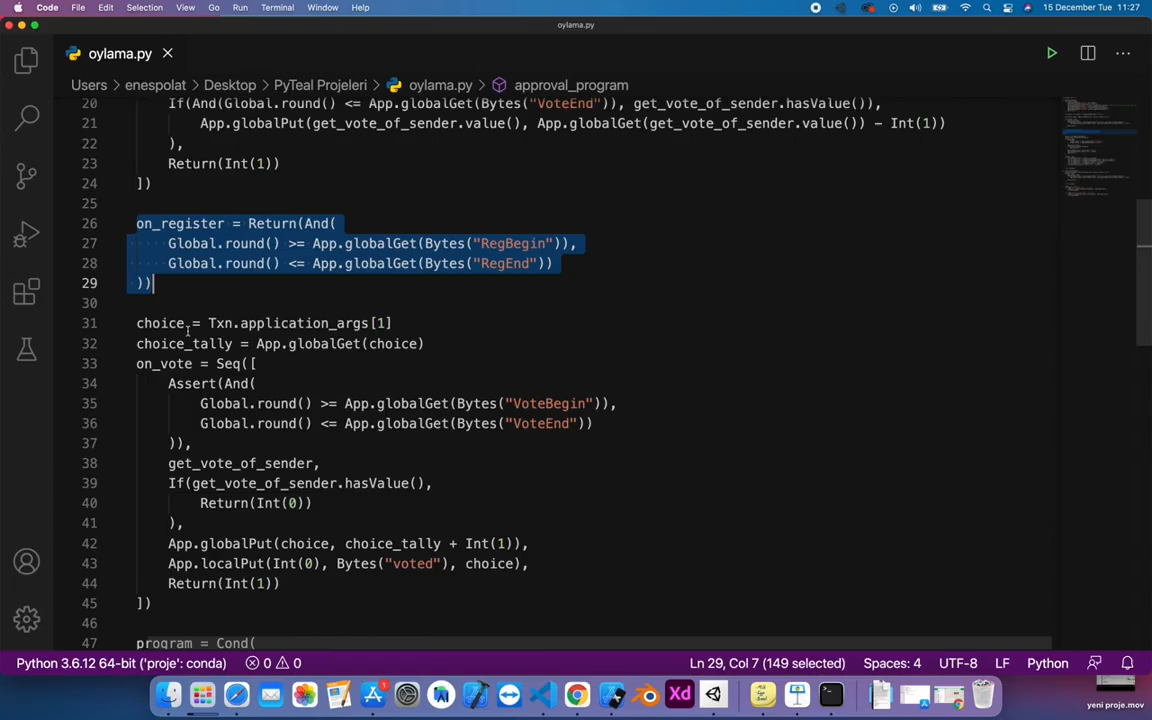 Code File Edit Selection View Go Run Terminal Window Help 15 December Tue 11:27
oylama.py
oylama.py
Users > enespolat > Desktop > PyTeal Projeleri > oylama.py > approval_program
20 If(And(Global.round() <= App.globalGet(Bytes("VoteEnd")), get_vote_of_sender.hasValue()),
21 App.globalPut(get_vote_of_sender.value(), App.globalGet(get_vote_of_sender.value()) - Int(1))
22 ),
23 Return(Int(1))
24 ])
25
26 on_register = Return(And(
27 Global.round() >= App.globalGet(Bytes("RegBegin")),
28 Global.round() <= App.globalGet(Bytes("RegEnd"))
29 ))
30
31 choice = Txn.application_args[1]
32 choice_tally = App.globalGet(choice)
33 on_vote = Seq([
34 Assert(And(
35 Global.round() >= App.globalGet(Bytes("VoteBegin")),
36 Global.round() <= App.globalGet(Bytes("VoteEnd"))
37 )),
38 get_vote_of_sender,
39 If(get_vote_of_sender.hasValue(),
40 Return(Int(0))
41 ),
42 App.globalPut(choice, choice_tally + Int(1)),
43 App.localPut(Int(0), Bytes("voted"), choice),
44 Return(Int(1))
45 ])
46
47 program = Cond(
Python 3.6.12 64-bit ('proje': conda) 0 0 Ln 29, Col 7 (149 selected) Spaces: 4 UTF-8 LF Python
1
Xd
yeni proje.mov